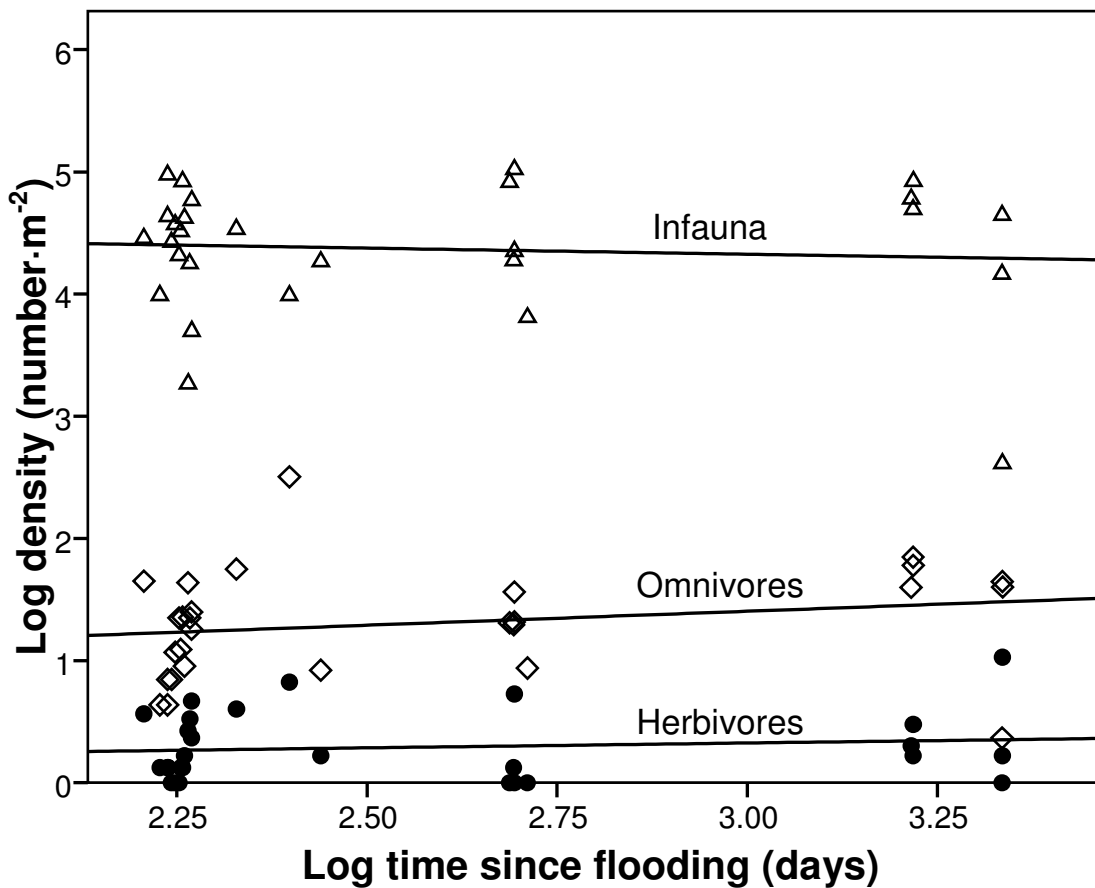 Log density (number·m-2)
6
5
4
3
2
1
0
Infauna
Omnivores
Herbivores
2.25 2.50 2.75 3.00 3.25
Log time since flooding (days)